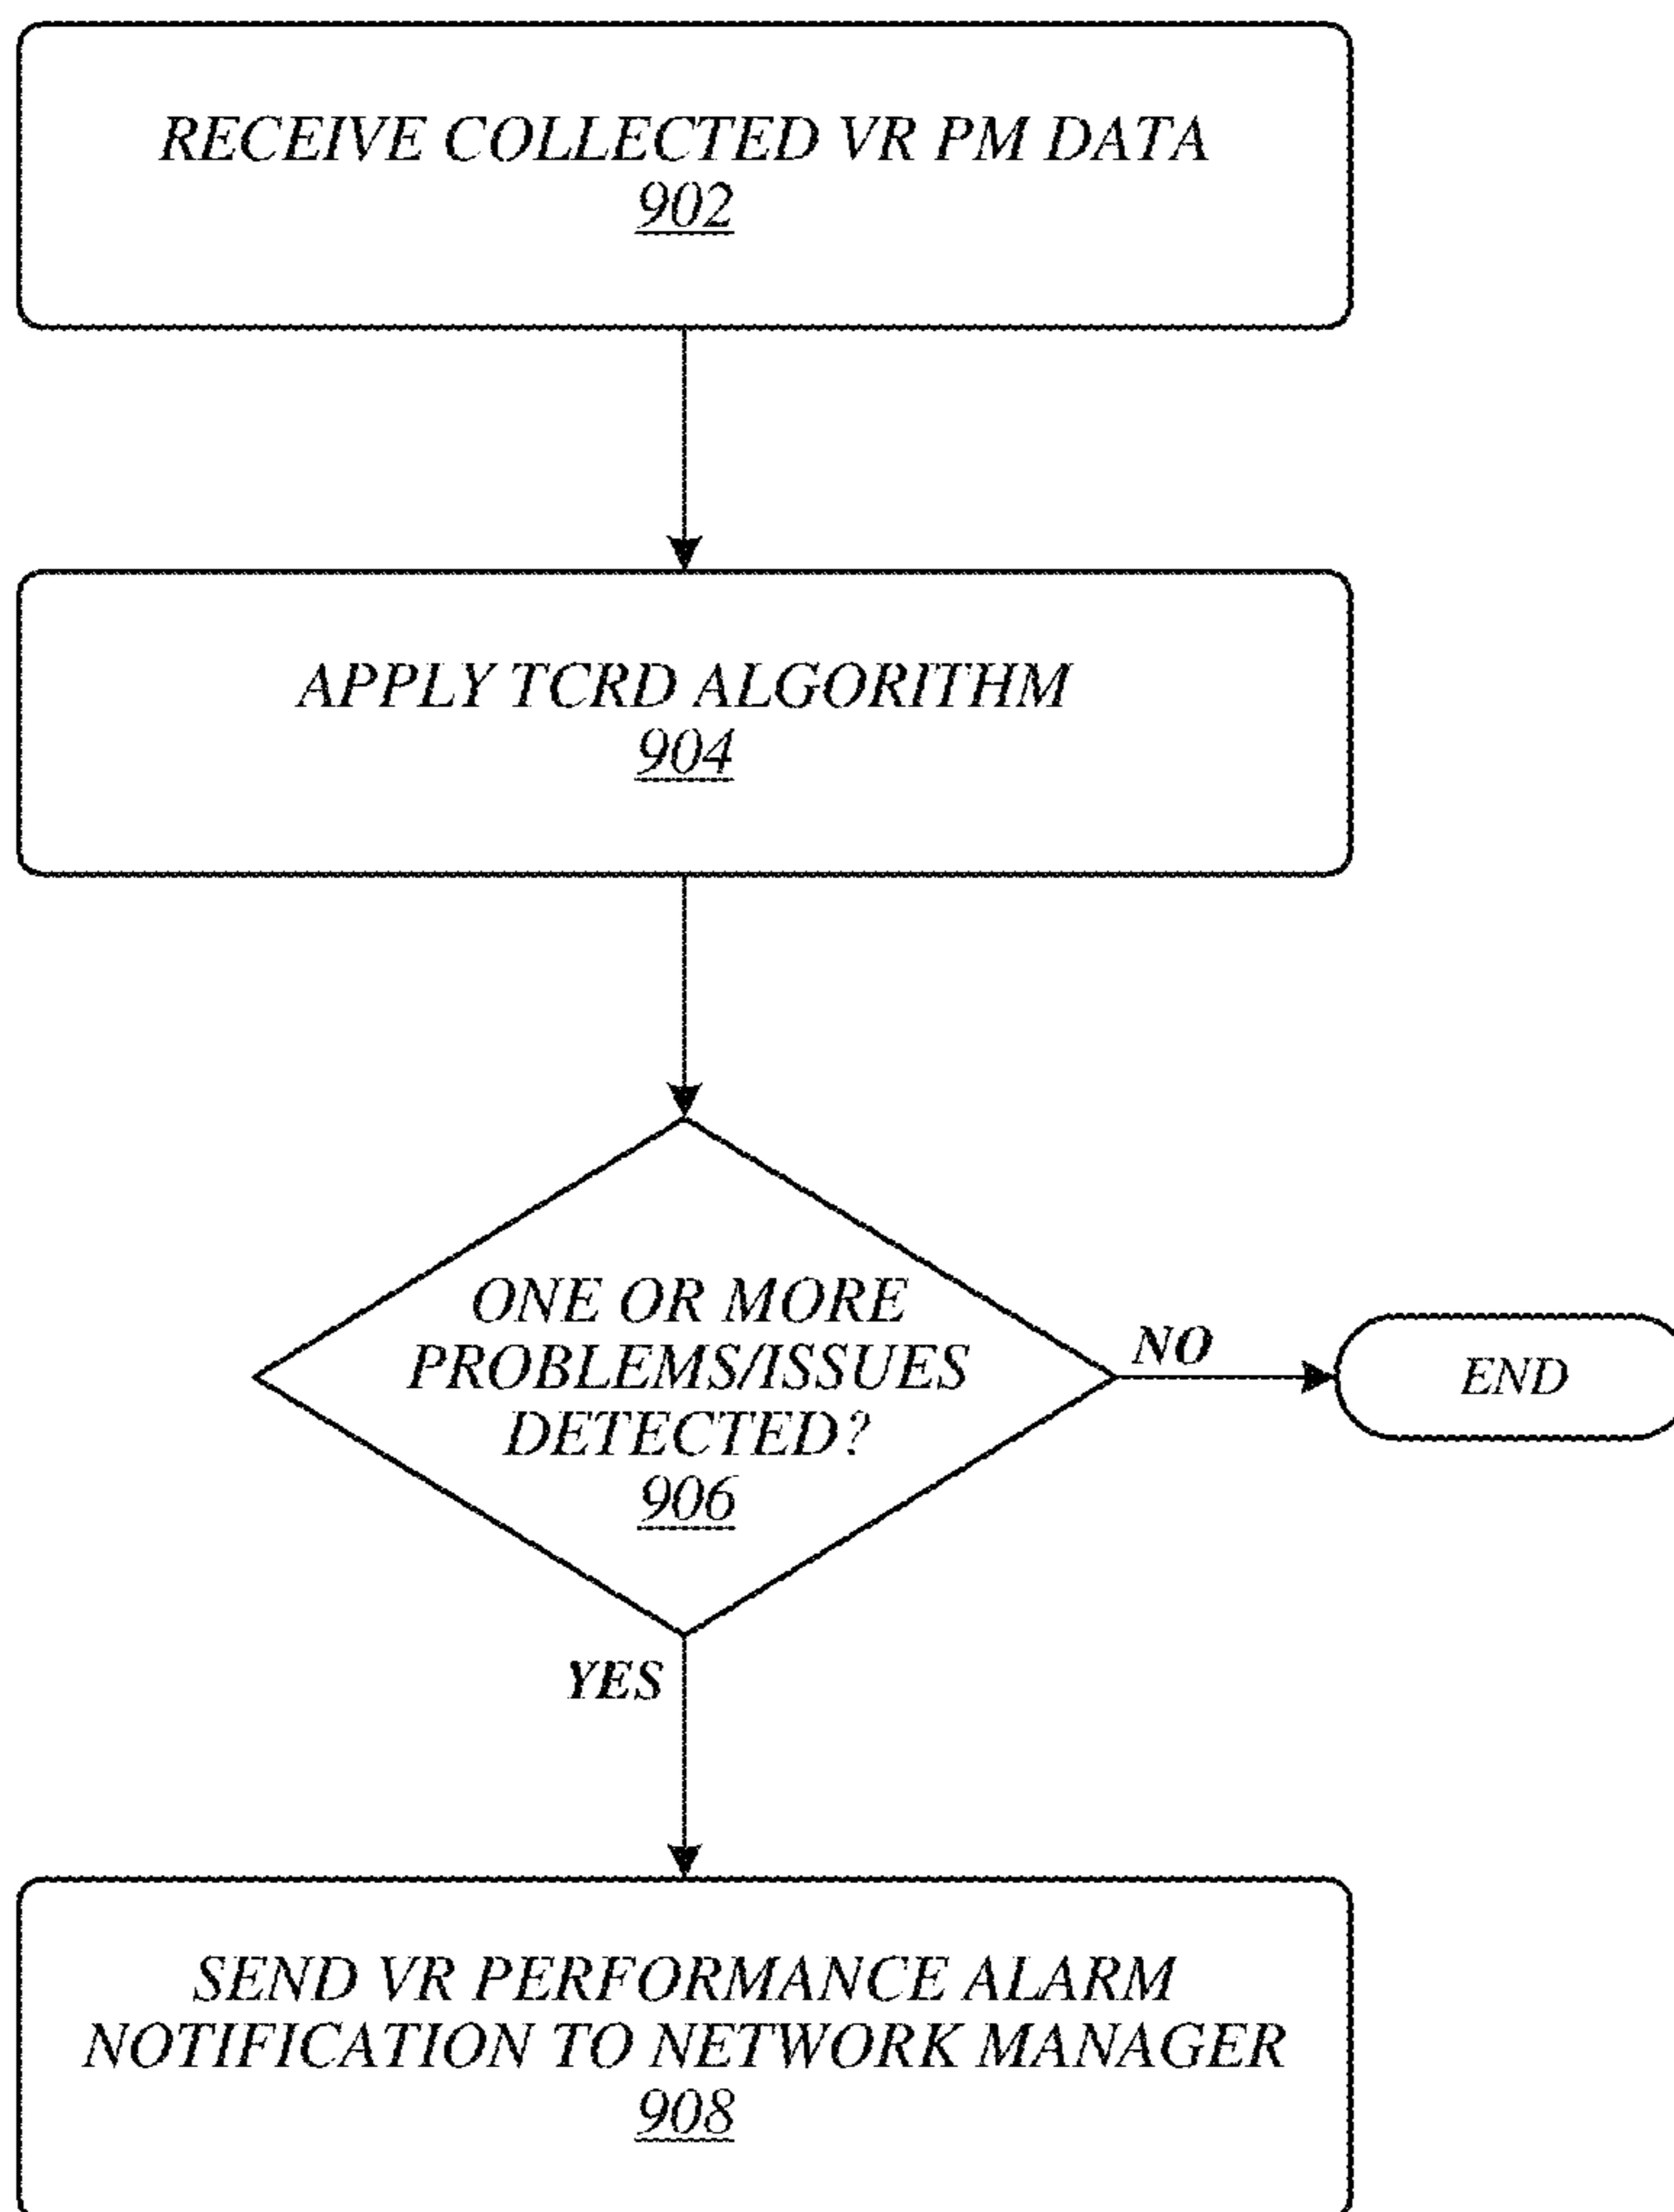 RECEIVE COLLECTED VR PM DATA
902
APPLY TCRD ALGORITHM
904
ONE OR MORE
PROBLEMS/ISSUES
DETECTED?
906
NO
END
YES
SEND VR PERFORMANCE ALARM
NOTIFICATION TO NETWORK MANAGER
908